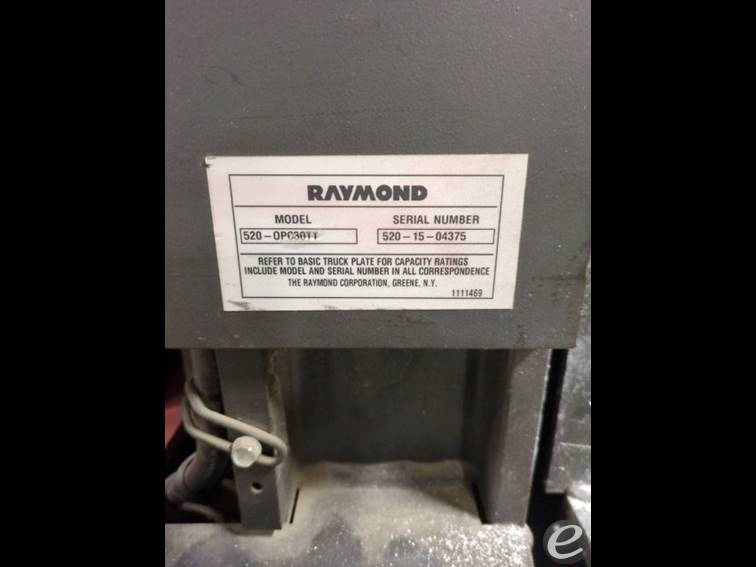 RAYMOND
MODEL SERIAL NUMBER
520-OPC30TT 520-15-04375
REFER TO BASIC TRUCK PLATE FOR CAPACITY RATINGS
INCLUDE MODEL AND SERIAL NUMBER IN ALL CORRESPONDENCE
THE RAYMOND CORPORATION, GREENE, N.Y.
1111469
e